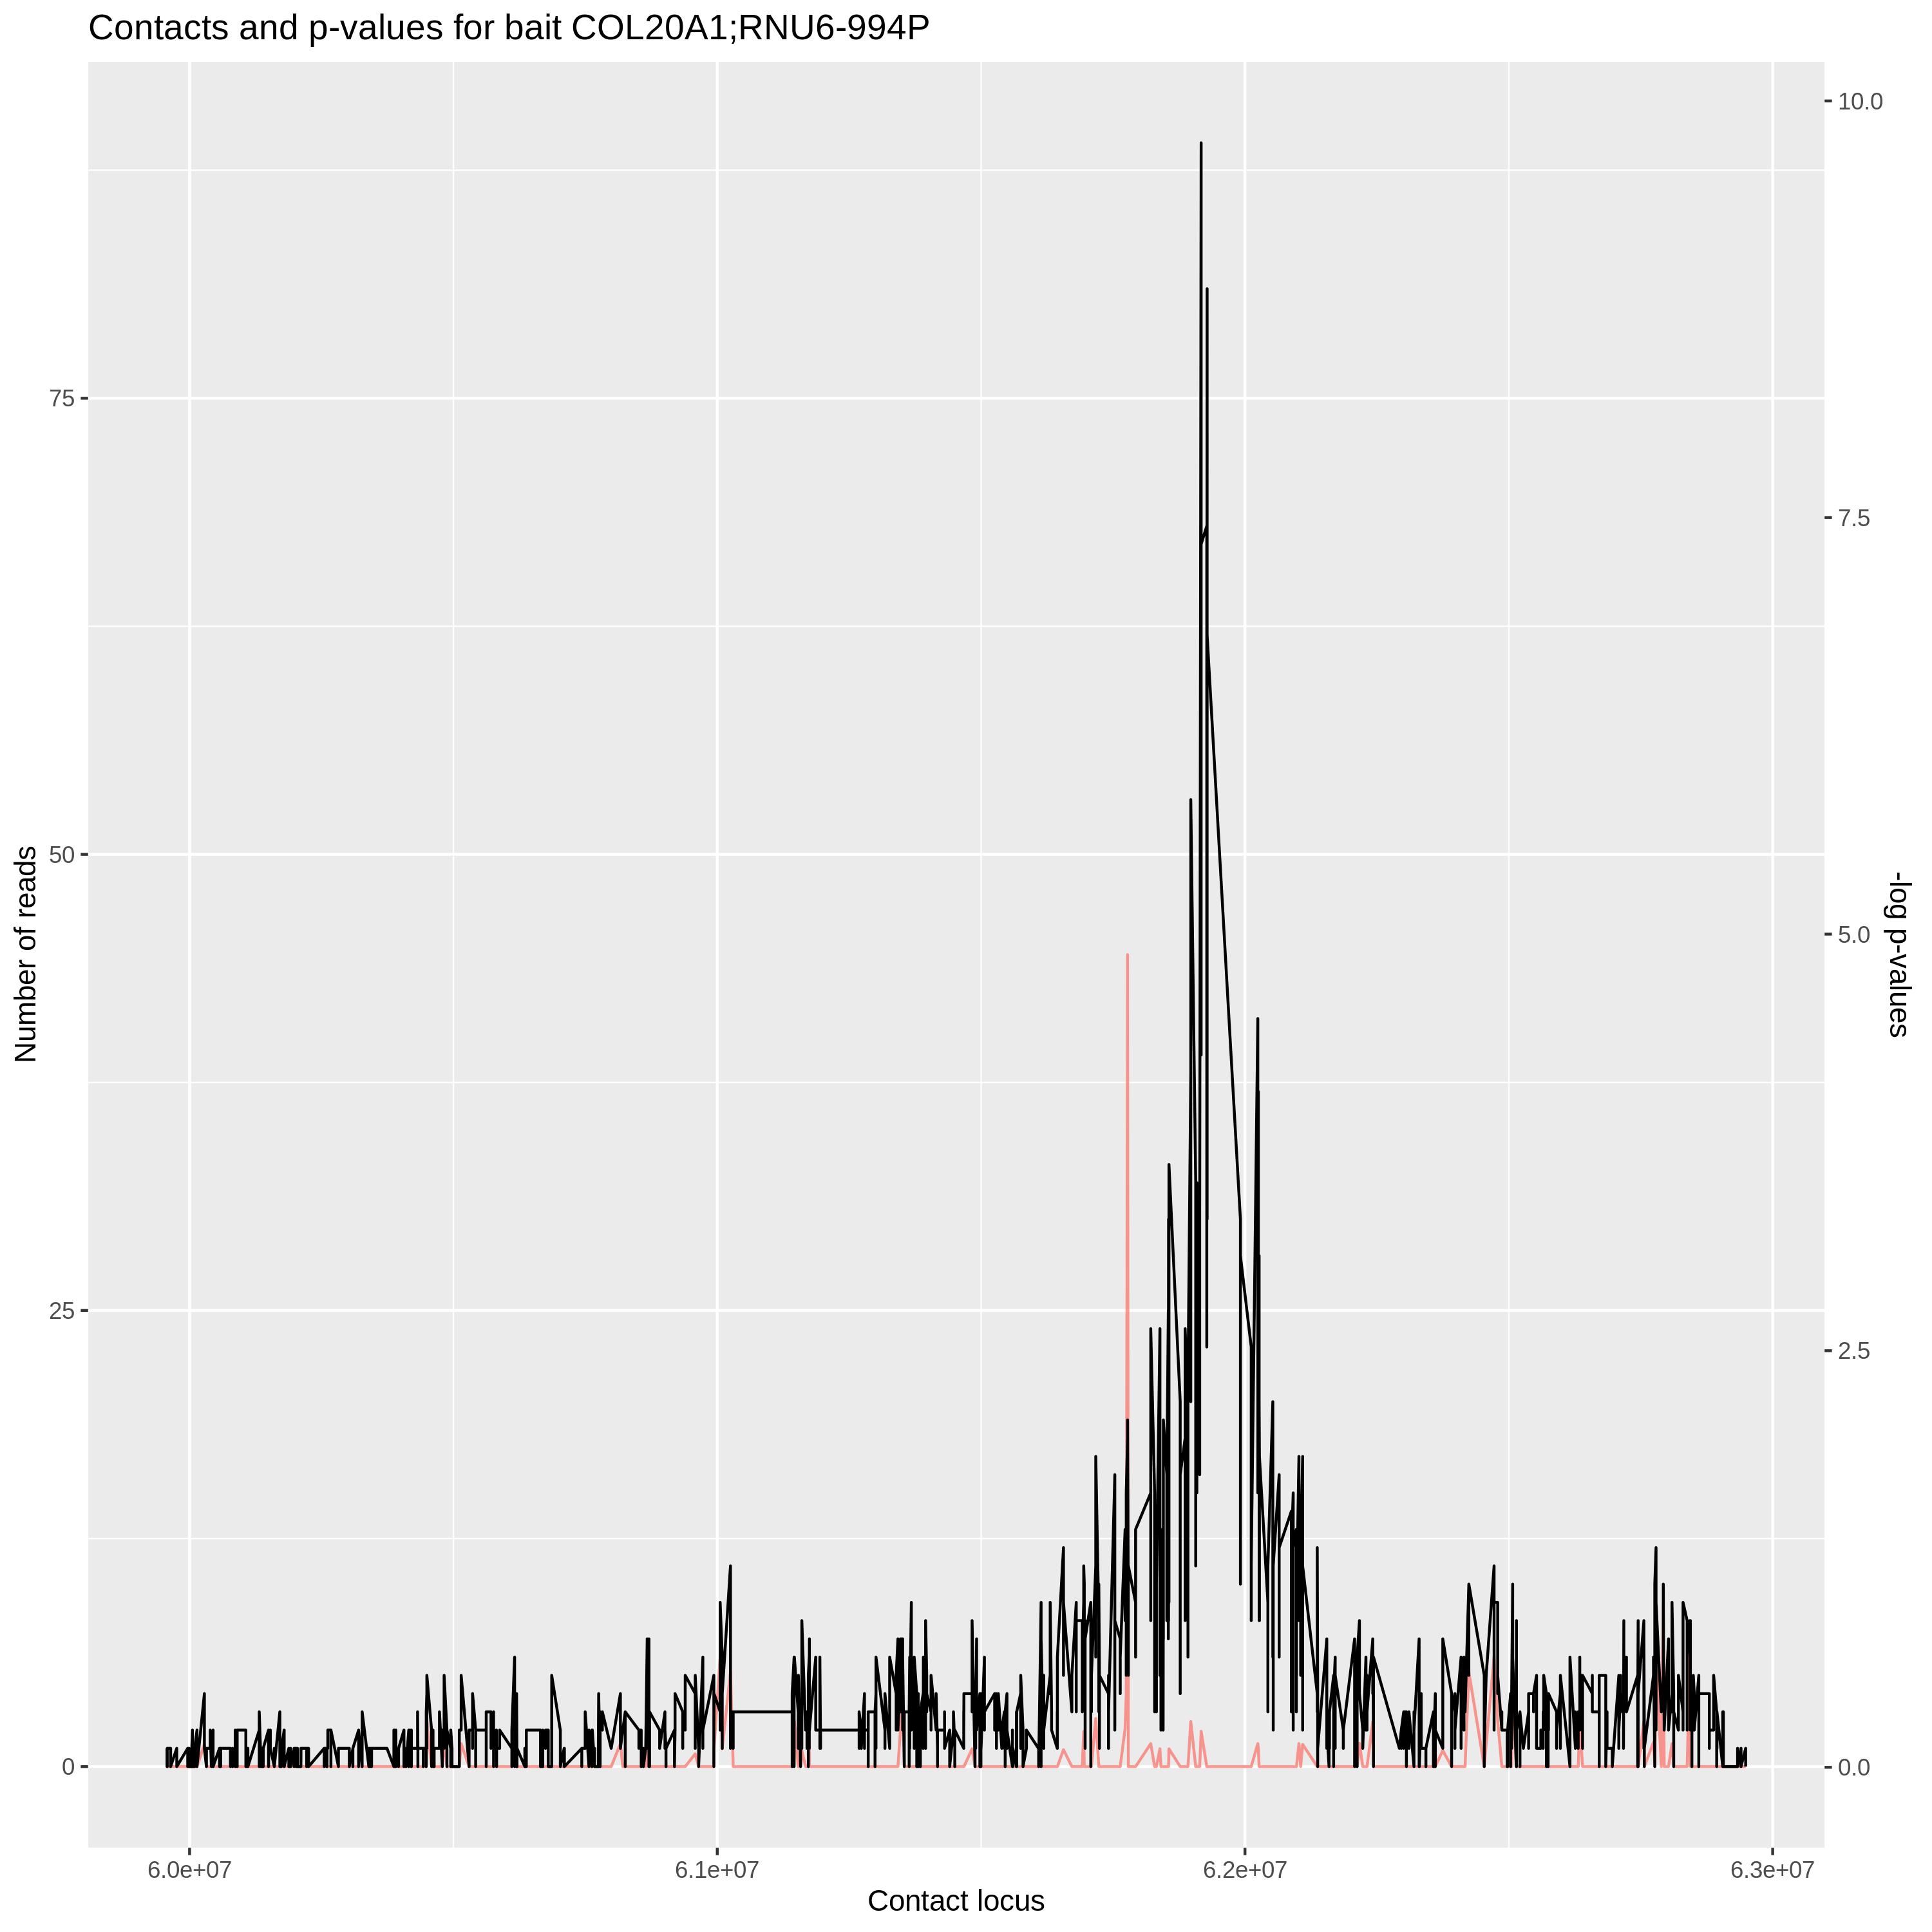 Contacts and p-values for bait COL20A1;RNU6-994P
Number of reads
75
50
25
0
10.0
7.5
5.0
2.5
0.0
-log p-values
6.0e+07
6.1e+07
6.2e+07
6.3e+07
Contact locus